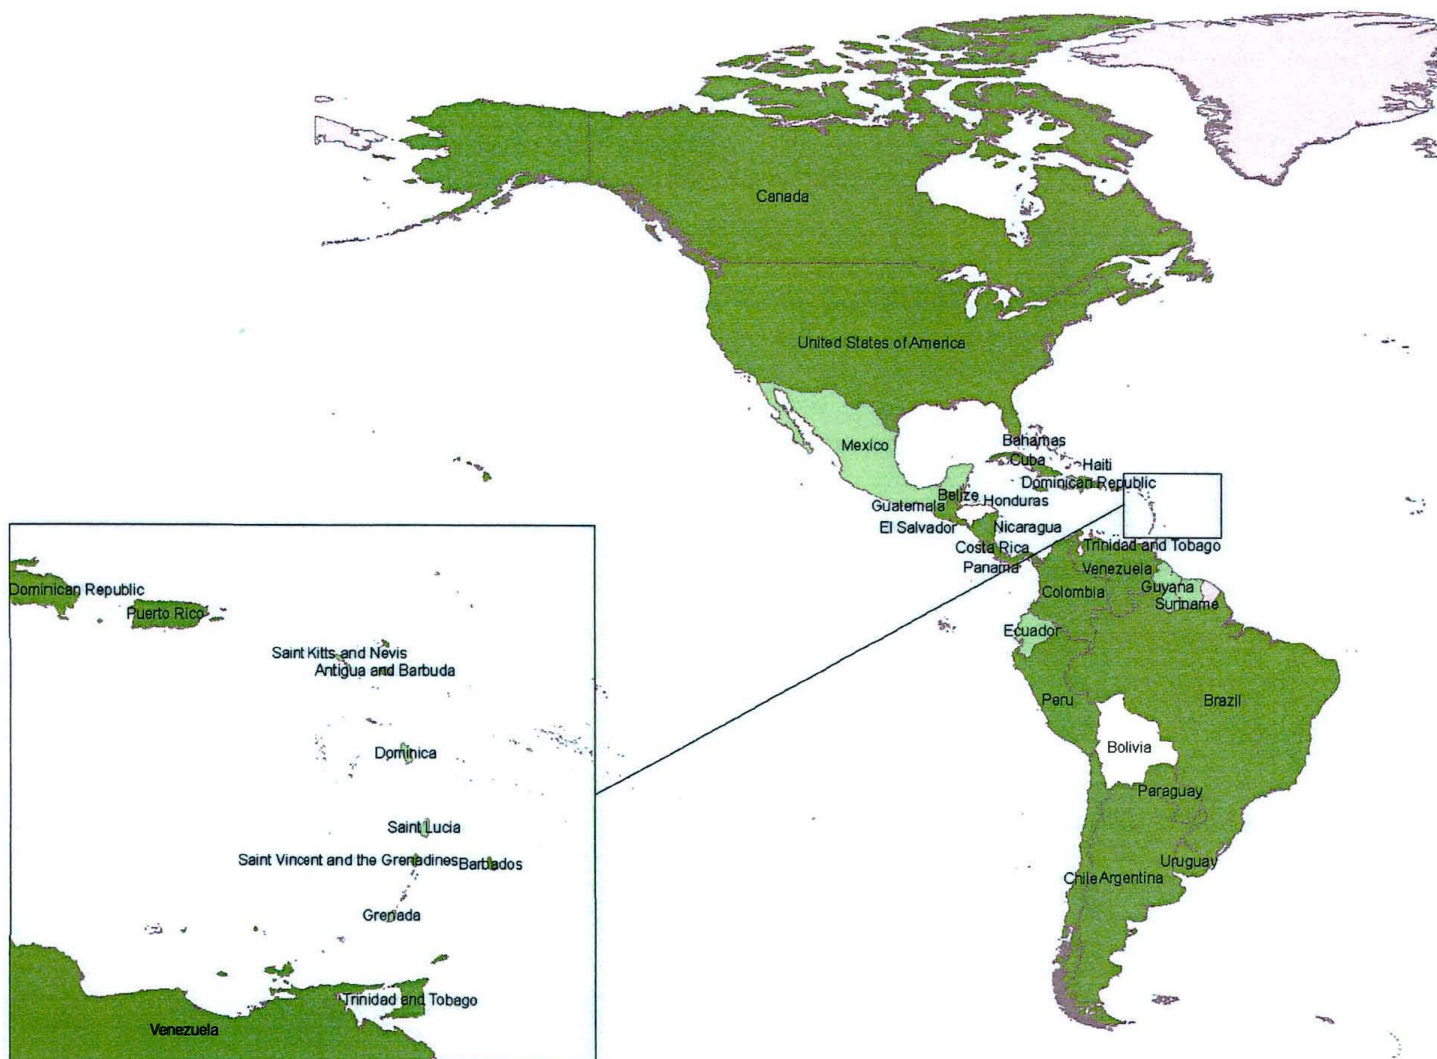 Canada
United States of America
Mexico
Bahamas
Cuba
Haiti
Dominican Republic
Belize
Honduras
Guatemala
El Salvador
Nicaragua
Costa Rica
Panama
Trinidad and Tobago
Venezuela
Colombia
Guyana
Suriname
Ecuador
Peru
Brazil
Bolivia
Paraguay
Uruguay
Chile
Argentina
Dominican Republic
Puerto Rico
Saint Kitts and Nevis
Antigua and Barbuda
Dominica
Saint Lucia
Saint Vincent and the Grenadines
Barbados
Grenada
Trinidad and Tobago
Venezuela